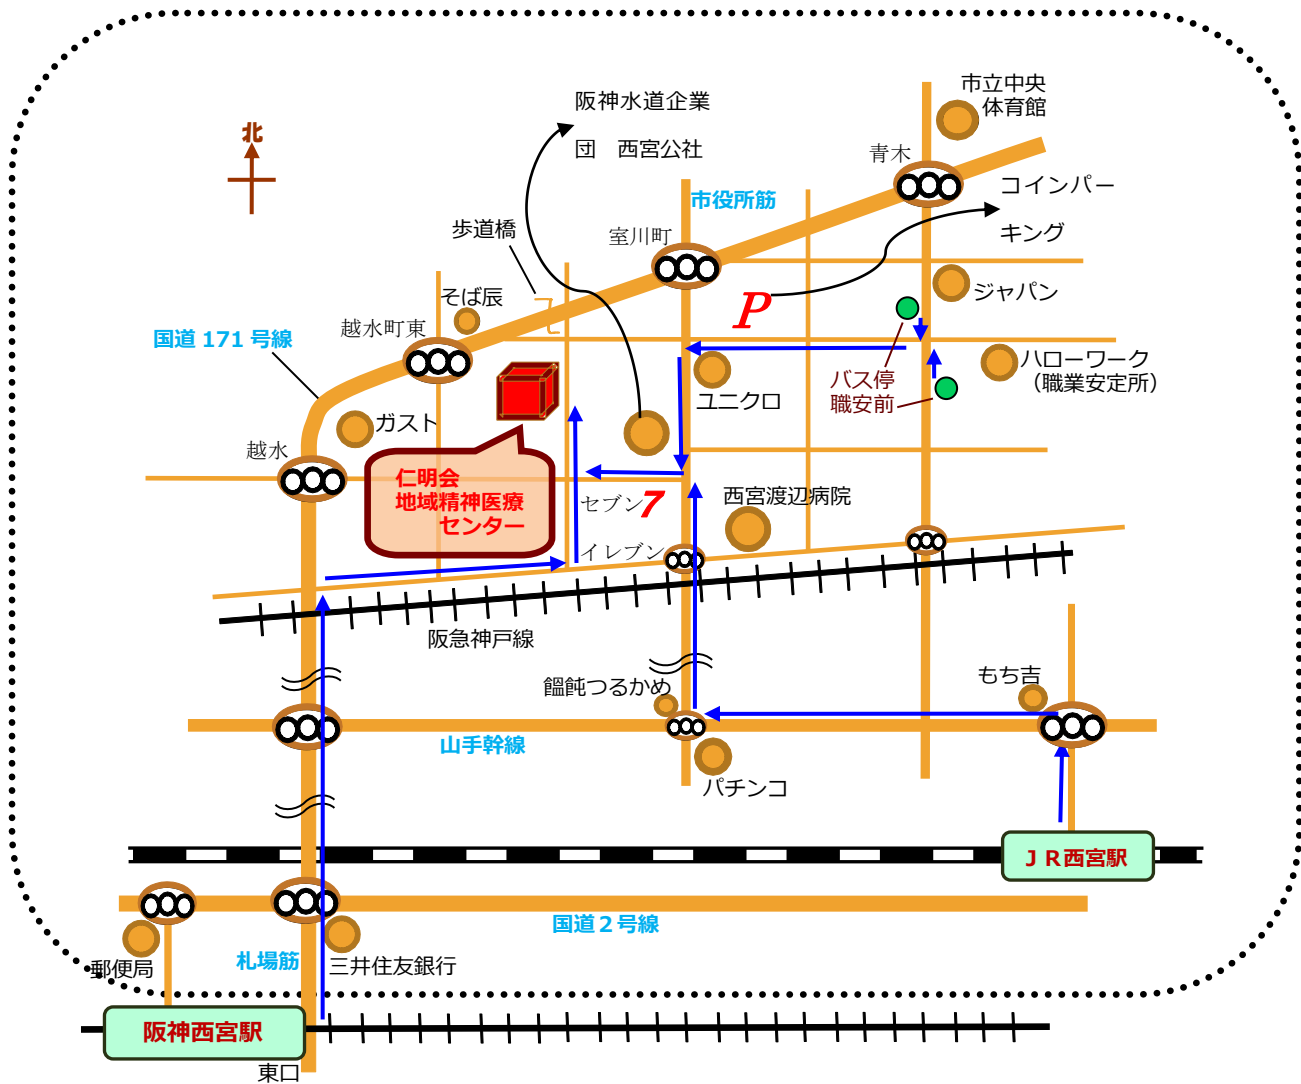 市立中央
体育館
阪神水道企業
団　西宮公社
北
青木
コインパー
キング
市役所筋
歩道橋
室川町
ジャパン
そば辰
P
国道 171 号線
越水町東
ハローワーク
（職業安定所）
バス停
職安前
ユニクロ
ガスト
越水
仁明会
地域精神医療
センター
セブン7
イレブン
西宮渡辺病院
阪急神戸線
饂飩つるかめ
もち吉
山手幹線
パチンコ
ＪＲ西宮駅
国道２号線
郵便局
札場筋
三井住友銀行
阪神西宮駅
東口